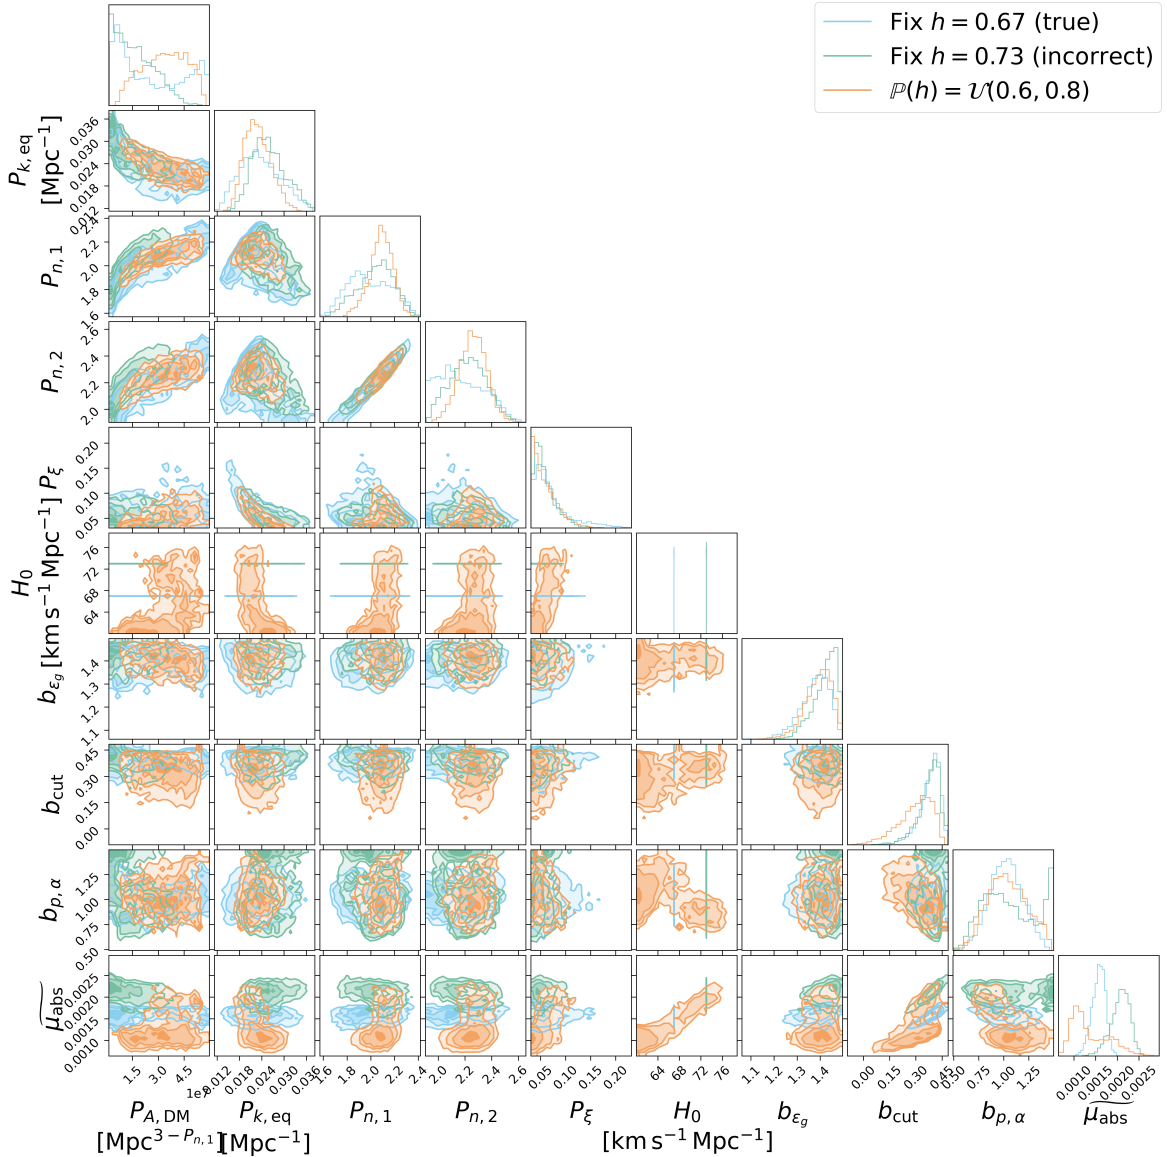 Fix h = 0.67 (true)
Fix h = 0.73 (incorrect)
ℙ(h) = 𝒰(0.6, 0.8)
P_{k, eq}
[Mpc^{-1}]
0.036
0.030
0.024
0.018
0.012
P_{n, 1}
2.4
2.2
2.0
1.8
1.6
P_{n, 2}
2.6
2.4
2.2
2.0
P_ξ
0.20
0.15
0.10
0.05
H_0
[km s^{-1} Mpc^{-1}]
76
72
68
64
b_{ε_g}
1.4
1.3
1.2
1.1
b_{cut}
0.45
0.30
0.15
0.00
b_{p, α}
1.25
1.00
0.75
0.50
\widetilde{μ_{abs}}
0.0025
0.0020
0.0015
0.0010
1.5 3.0 4.5
1e9
0.012 0.018 0.024 0.030 0.036
1.6 1.8 2.0 2.2 2.4
2.0 2.2 2.4 2.6
0.05 0.10 0.15 0.20
64 68 72 76
1.1 1.2 1.3 1.4
0.00 0.15 0.30 0.45
0.50 0.75 1.00 1.25
0.0010 0.0015 0.0020 0.0025
P_{A, DM} P_{k, eq} P_{n, 1} P_{n, 2} P_ξ H_0 b_{ε_g} b_{cut} b_{p, α} \widetilde{μ_{abs}}
[Mpc^{3 − P_{n, 1}}] [Mpc^{-1}] [km s^{-1} Mpc^{-1}]